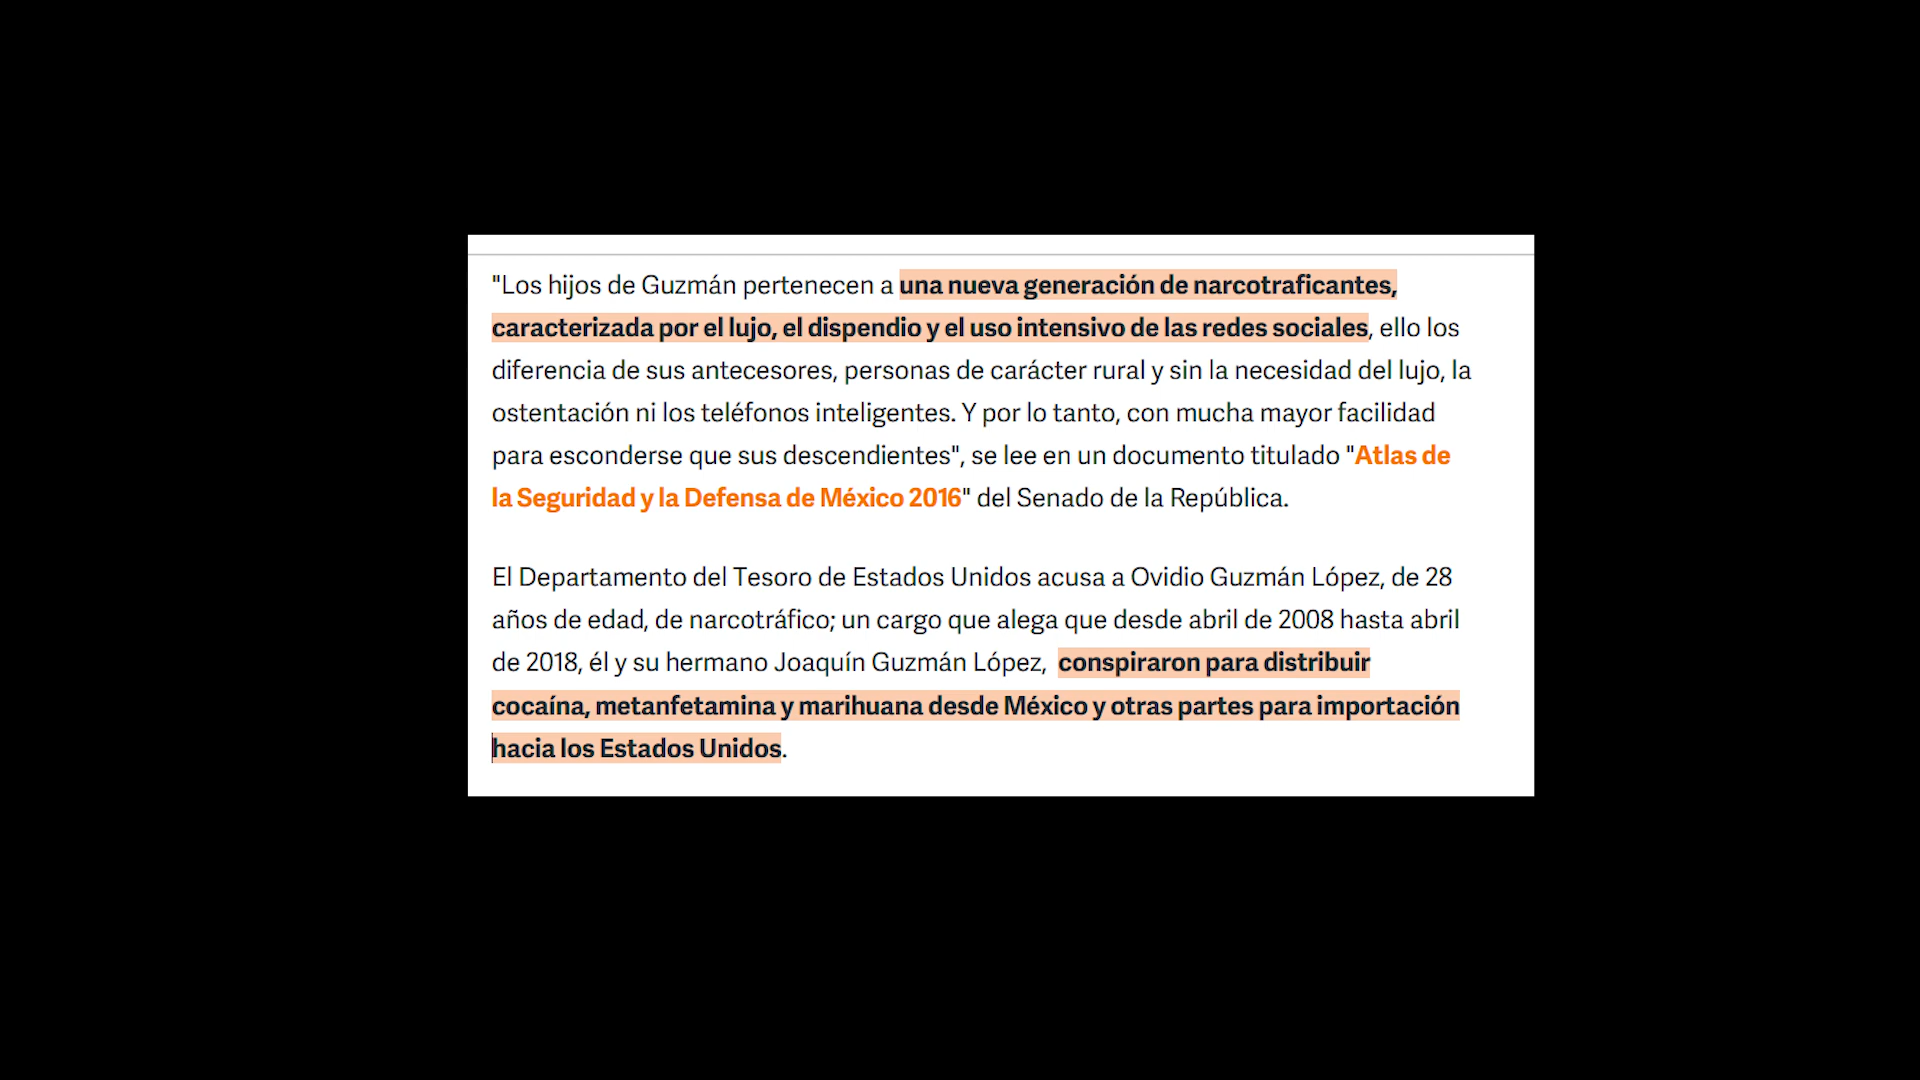 "Los hijos de Guzmán pertenecen a una nueva generación de narcotraficantes,
caracterizada por el lujo, el dispendio y el uso intensivo de las redes sociales, ello los
diferencia de sus antecesores, personas de carácter rural y sin la necesidad del lujo, la
ostentación ni los teléfonos inteligentes. Y por lo tanto, con mucha mayor facilidad
para esconderse que sus descendientes", se lee en un documento titulado "Atlas de
la Seguridad y la Defensa de México 2016" del Senado de la República.
El Departamento del Tesoro de Estados Unidos acusa a Ovidio Guzmán López, de 28
años de edad, de narcotráfico; un cargo que alega que desde abril de 2008 hasta abril
de 2018, él y su hermano Joaquín Guzmán López, conspiraron para distribuir
cocaína, metanfetamina y marihuana desde México y otras partes para importación
hacia los Estados Unidos.